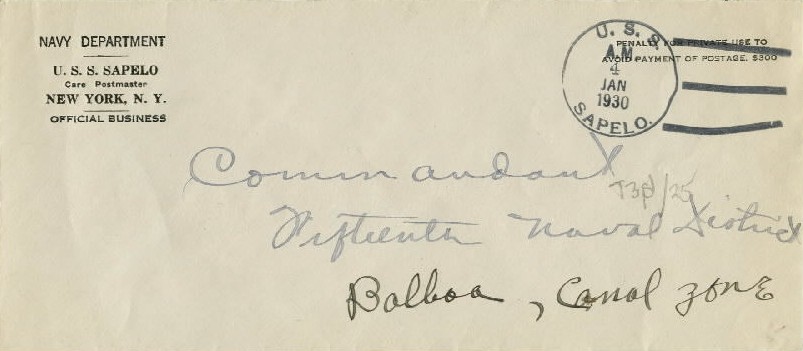 NAVY DEPARTMENT
U. S. S. SAPELO
Care Postmaster
NEW YORK, N. Y.
OFFICIAL BUSINESS
PENALTY FOR PRIVATE USE TO
AVOID PAYMENT OF POSTAGE, $300
U. S. S.
A.M
4
JAN
1930
SAPELO.
Commandant
Fifteenth Naval District
Balboa, Canal Zone